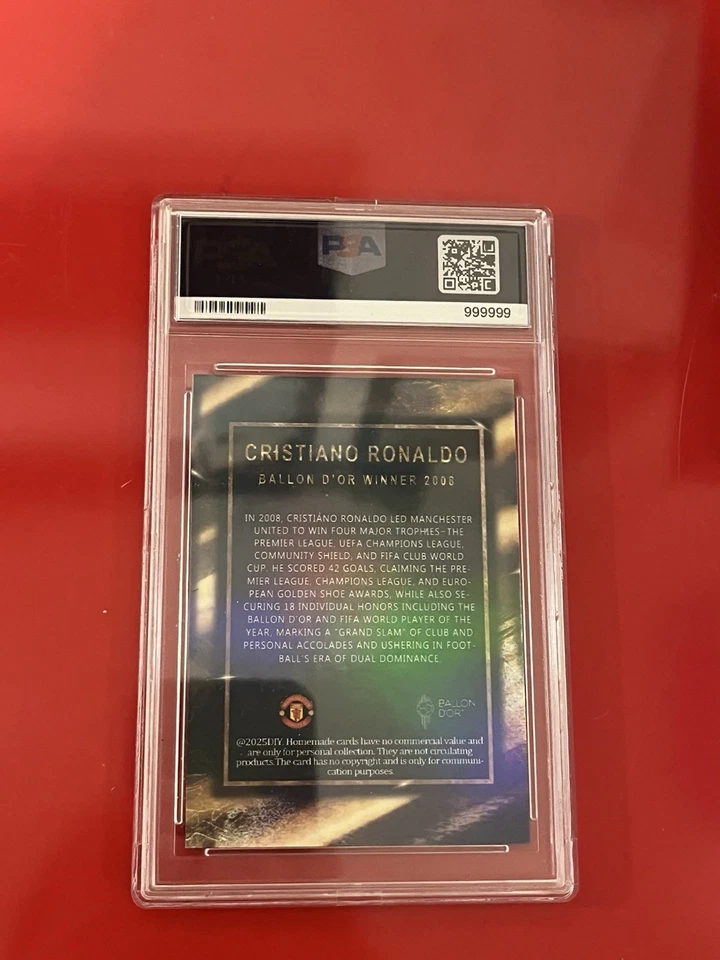 PSA
PSA
999999
CRISTIANO RONALDO
BALLON D'OR WINNER 2008
IN 2008, CRISTIANO RONALDO LED MANCHESTER
UNITED TO WIN FOUR MAJOR TROPHIES-THE
PREMIER LEAGUE, UEFA CHAMPIONS LEAGUE,
COMMUNITY SHIELD, AND FIFA CLUB WORLD
CUP. HE SCORED 42 GOALS, CLAIMING THE PRE-
MIER LEAGUE, CHAMPIONS LEAGUE, AND EURO-
PEAN GOLDEN SHOE AWARDS, WHILE ALSO SE-
CURING 18 INDIVIDUAL HONORS INCLUDING THE
BALLON D'OR AND FIFA WORLD PLAYER OF THE
YEAR, MARKING A "GRAND SLAM" OF CLUB AND
PERSONAL ACCOLADES AND USHERING IN FOOT-
BALL'S ERA OF DUAL DOMINANCE.
BALLON
D'OR
@2025DIY. Homemade cards have no commercial value and
are only for personal collection. They are not circulating
products.The card has no copyright and is only for communi-
cation purposes.